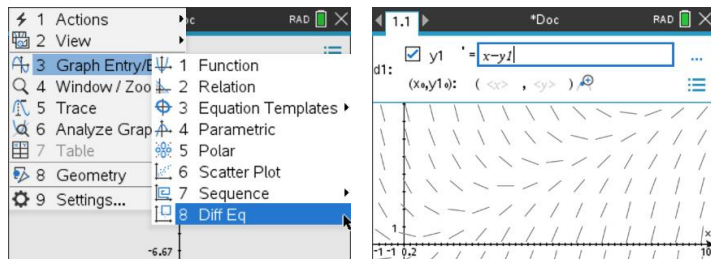 1 Actions
2 View
3 Graph Entry/E
4 Window / Zoo
5 Trace
6 Analyze Grap
7 Table
8 Geometry
9 Settings...
RAD
1 Function
2 Relation
3 Equation Templates
4 Parametric
5 Polar
6 Scatter Plot
7 Sequence
8 Diff Eq
-6.67
1.1
*Doc
RAD
y1 ' = x-y1
...
d1:
(x₀,y1₀): ( <x> , <y> )
1
-1 -1 0.2
x
10